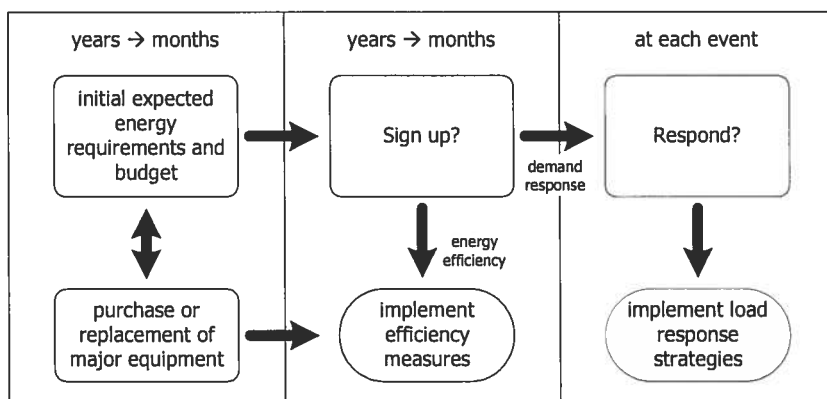 years → months
initial expected
energy
requirements and
budget
purchase or
replacement of
major equipment
years → months
Sign up?
demand
response
energy
efficiency
implement
efficiency
measures
at each event
Respond?
implement load
response
strategies